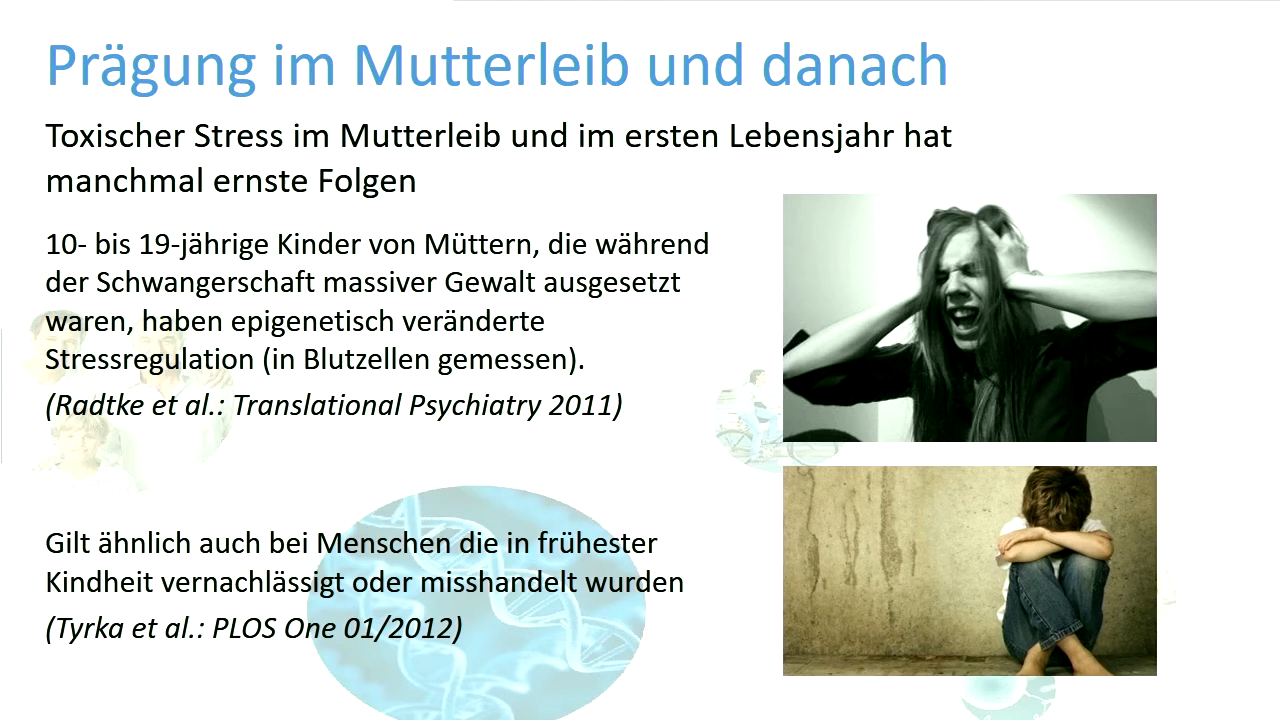 Prägung im Mutterleib und danach
Toxischer Stress im Mutterleib und im ersten Lebensjahr hat
manchmal ernste Folgen
10- bis 19-jährige Kinder von Müttern, die während
der Schwangerschaft massiver Gewalt ausgesetzt
waren, haben epigenetisch veränderte
Stressregulation (in Blutzellen gemessen).
(Radtke et al.: Translational Psychiatry 2011)
Gilt ähnlich auch bei Menschen die in frühester
Kindheit vernachlässigt oder misshandelt wurden
(Tyrka et al.: PLOS One 01/2012)